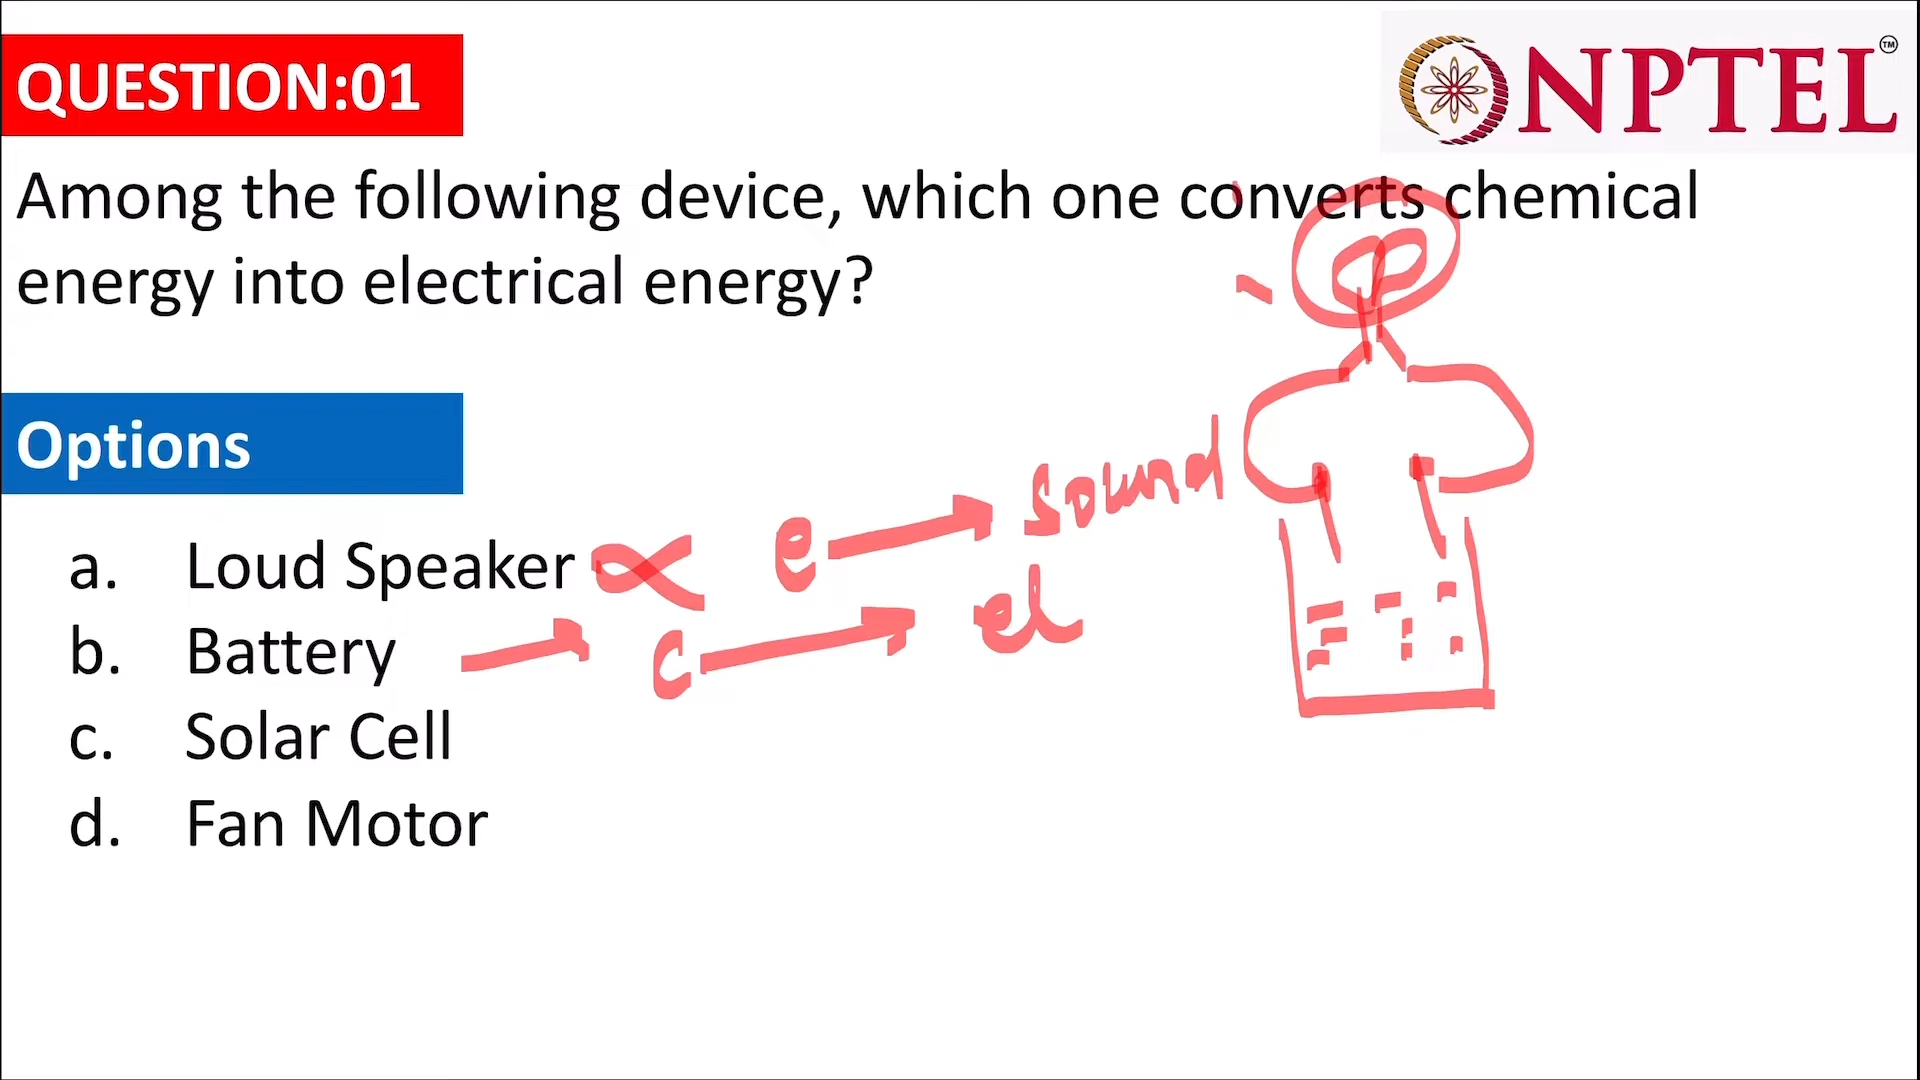 QUESTION:01
NPTEL™
Among the following device, which one converts chemical
energy into electrical energy?
Options
a. Loud Speaker e → Sound
b. Battery → c → el
c. Solar Cell
d. Fan Motor